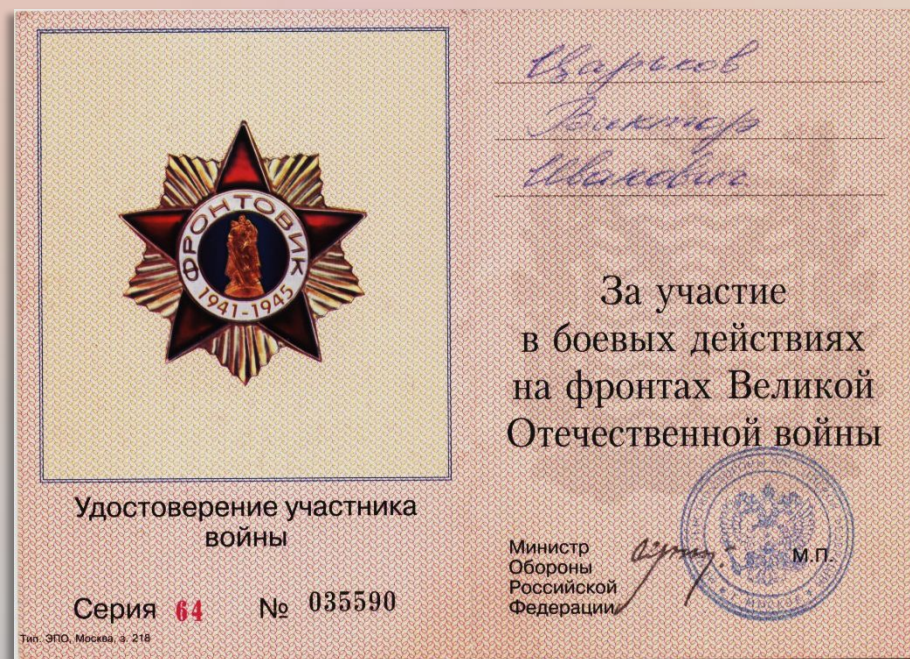 ФРОНТОВИК
1941-1945
Удостоверение участника
войны
Серия 64 № 035590
Тип. ЭПО, Москва, з. 218
Царьков
Виктор
Иванович
За участие
в боевых действиях
на фронтах Великой
Отечественной войны
Министр
Обороны
Российской
Федерации
М.П.